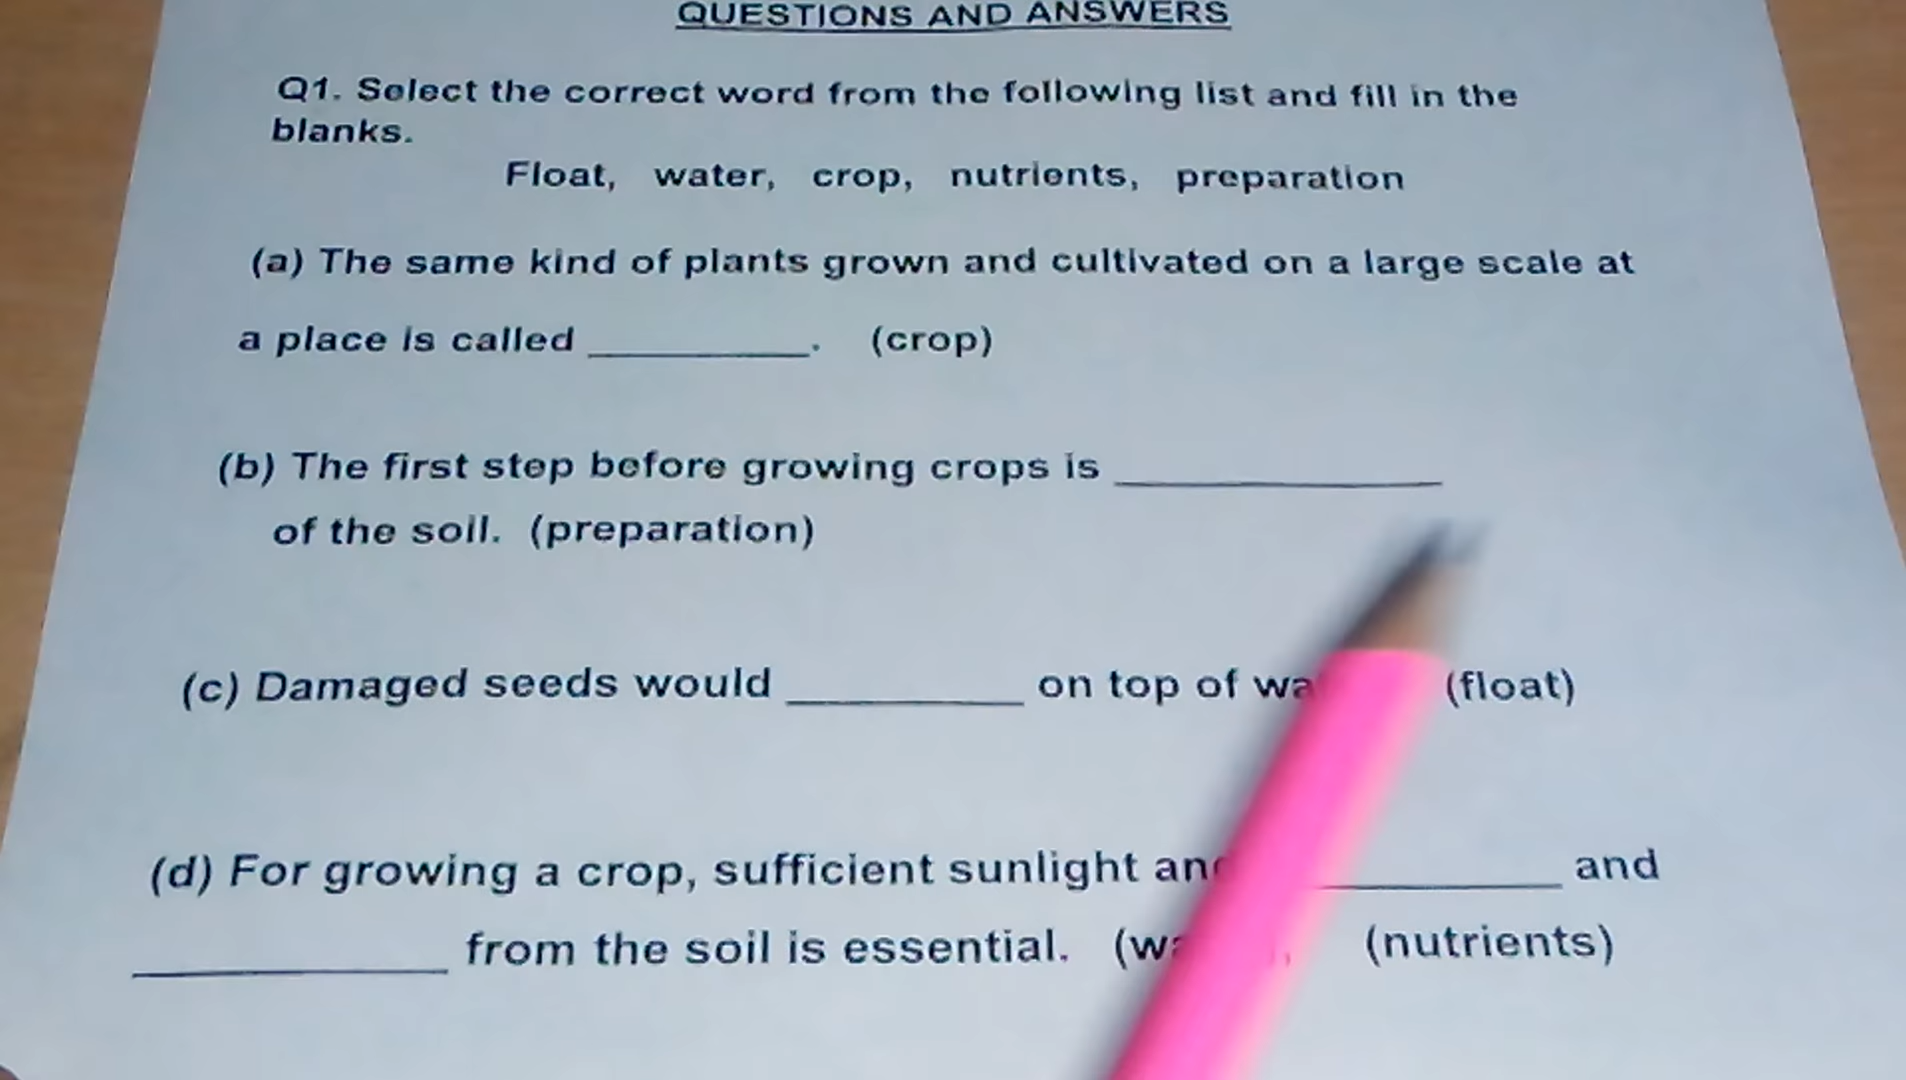 QUESTIONS AND ANSWERS
Q1. Select the correct word from the following list and fill in the
blanks.
Float, water, crop, nutrients, preparation
(a) The same kind of plants grown and cultivated on a large scale at
a place is called __________. (crop)
(b) The first step before growing crops is ______________
of the soil. (preparation)
(c) Damaged seeds would __________ on top of (float)
(d) For growing a crop, sufficient sunlight __________ and
______________ from the soil is essential. (nutrients)